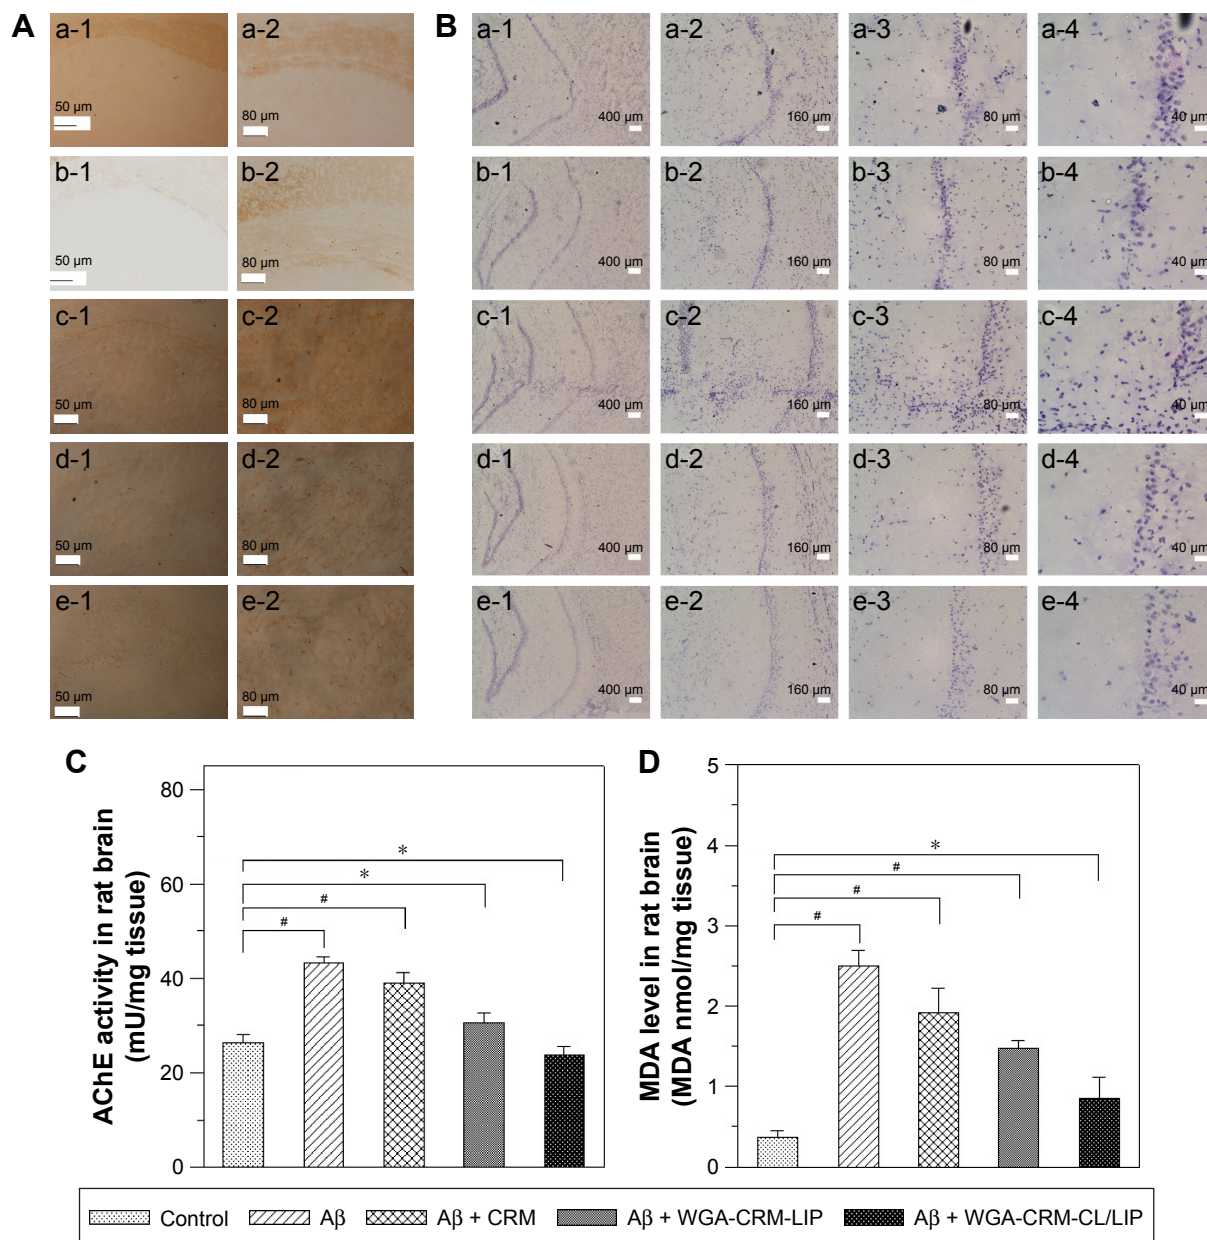 A
B
a-1
a-2
a-1
a-2
a-3
a-4
50 μm
80 μm
400 μm
160 μm
80 μm
40 μm
b-1
b-2
b-1
b-2
b-3
b-4
50 μm
80 μm
400 μm
160 μm
80 μm
40 μm
c-1
c-2
c-1
c-2
c-3
c-4
50 μm
80 μm
400 μm
160 μm
80 μm
40 μm
d-1
d-2
d-1
d-2
d-3
d-4
50 μm
80 μm
400 μm
160 μm
80 μm
40 μm
e-1
e-2
e-1
e-2
e-3
e-4
50 μm
80 μm
400 μm
160 μm
80 μm
40 μm
C
AChE activity in rat brain
(mU/mg tissue)
80
60
40
20
0
*
*
#
#
D
MDA level in rat brain
(MDA nmol/mg tissue)
5
4
3
2
1
0
*
#
#
#
Control
Aβ
Aβ + CRM
Aβ + WGA-CRM-LIP
Aβ + WGA-CRM-CL/LIP